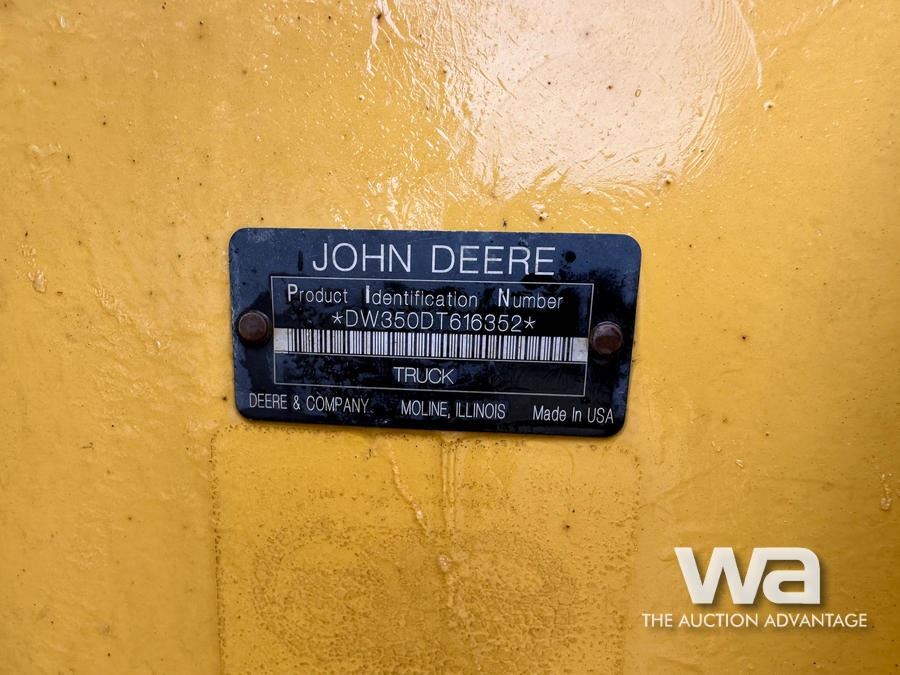 JOHN DEERE
Product Identification Number
*DW350DT616352*
TRUCK
DEERE & COMPANY MOLINE, ILLINOIS Made In USA
wa
THE AUCTION ADVANTAGE